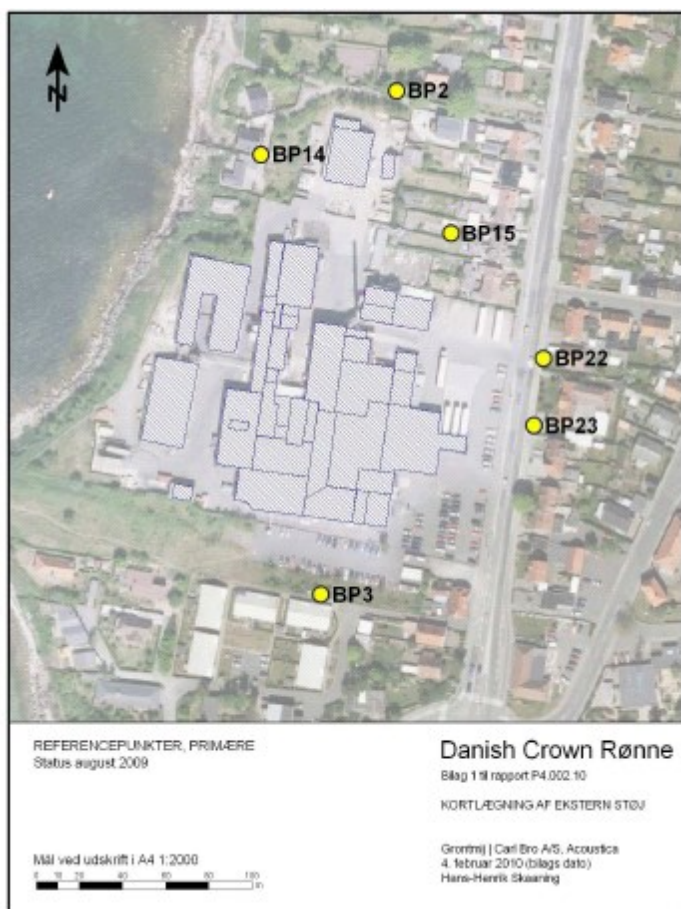 N
BP2
BP14
BP15
BP22
BP23
BP3
REFERENCEPUNKTER, PRIMÆRE
Status august 2009
Mål ved udskrift i A4 1:2000
0 10 20 40 60 80 100
m
Danish Crown Rønne
Bilag 1 til rapport P4.002.10
KORTLÆGNING AF EKSTERN STØJ
Grontmij | Carl Bro A/S, Acoustica
4. februar 2010 (bilags dato)
Hans-Henrik Skaaning